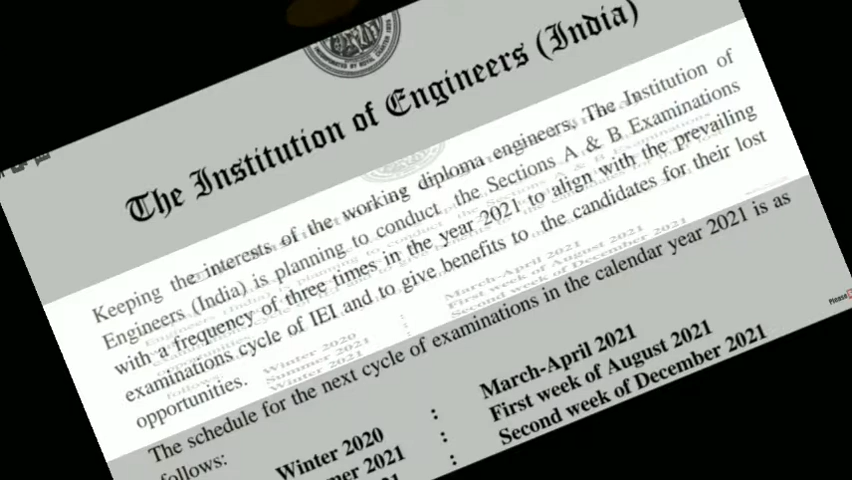 The Institution of Engineers (India)
Keeping the interests of the working diploma engineers, The Institution of
Engineers (India) is planning to conduct the Sections A & B Examinations
with a frequency of three times in the year 2021 to align with the prevailing
examinations cycle of IEI and to give benefits to the candidates for their lost
opportunities.
The schedule for the next cycle of examinations in the calendar year 2021 is as
follows:
Winter 2020 : March-April 2021
2021 : First week of August 2021
2021 : Second week of December 2021
Please